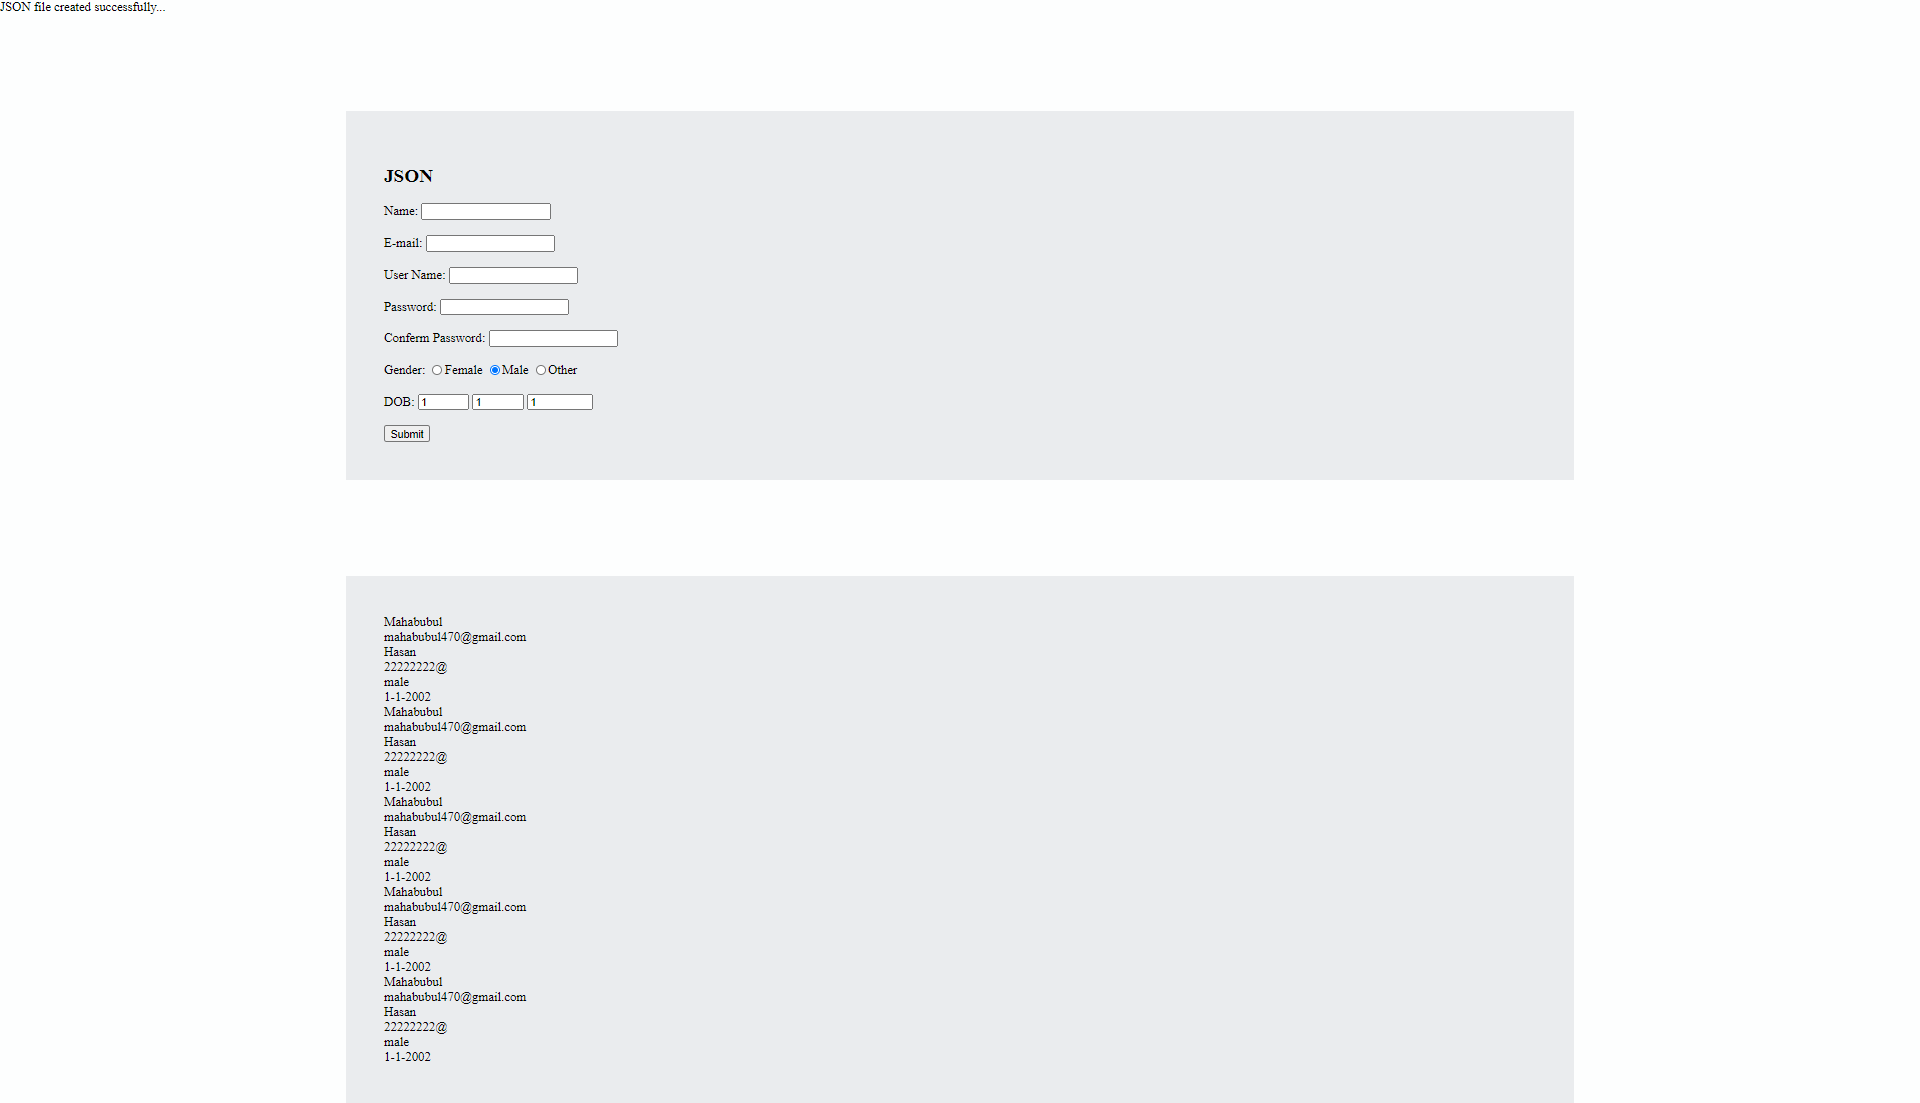 JSON file created successfully...
JSON
Name:
E-mail:
User Name:
Password:
Conferm Password:
Gender: Female Male Other
DOB: 1 1 1
Submit
Mahabubul
mahabubul470@gmail.com
Hasan
22222222@
male
1-1-2002
Mahabubul
mahabubul470@gmail.com
Hasan
22222222@
male
1-1-2002
Mahabubul
mahabubul470@gmail.com
Hasan
22222222@
male
1-1-2002
Mahabubul
mahabubul470@gmail.com
Hasan
22222222@
male
1-1-2002
Mahabubul
mahabubul470@gmail.com
Hasan
22222222@
male
1-1-2002